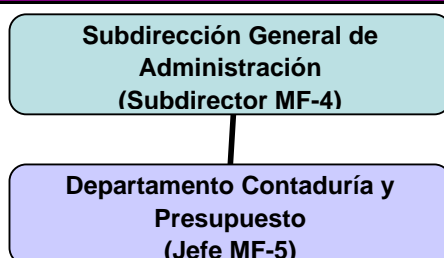 Subdirección General de
Administración
(Subdirector MF-4)
Departamento Contaduría y
Presupuesto
(Jefe MF-5)